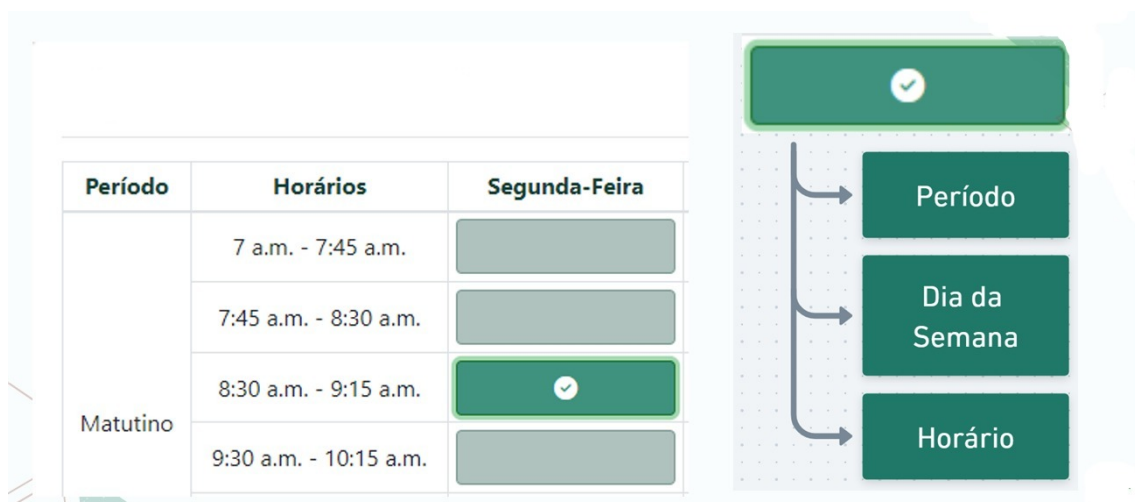 Período Horários Segunda-Feira
7 a.m. - 7:45 a.m.
7:45 a.m. - 8:30 a.m.
8:30 a.m. - 9:15 a.m.
Matutino
9:30 a.m. - 10:15 a.m.
Período
Dia da
Semana
Horário